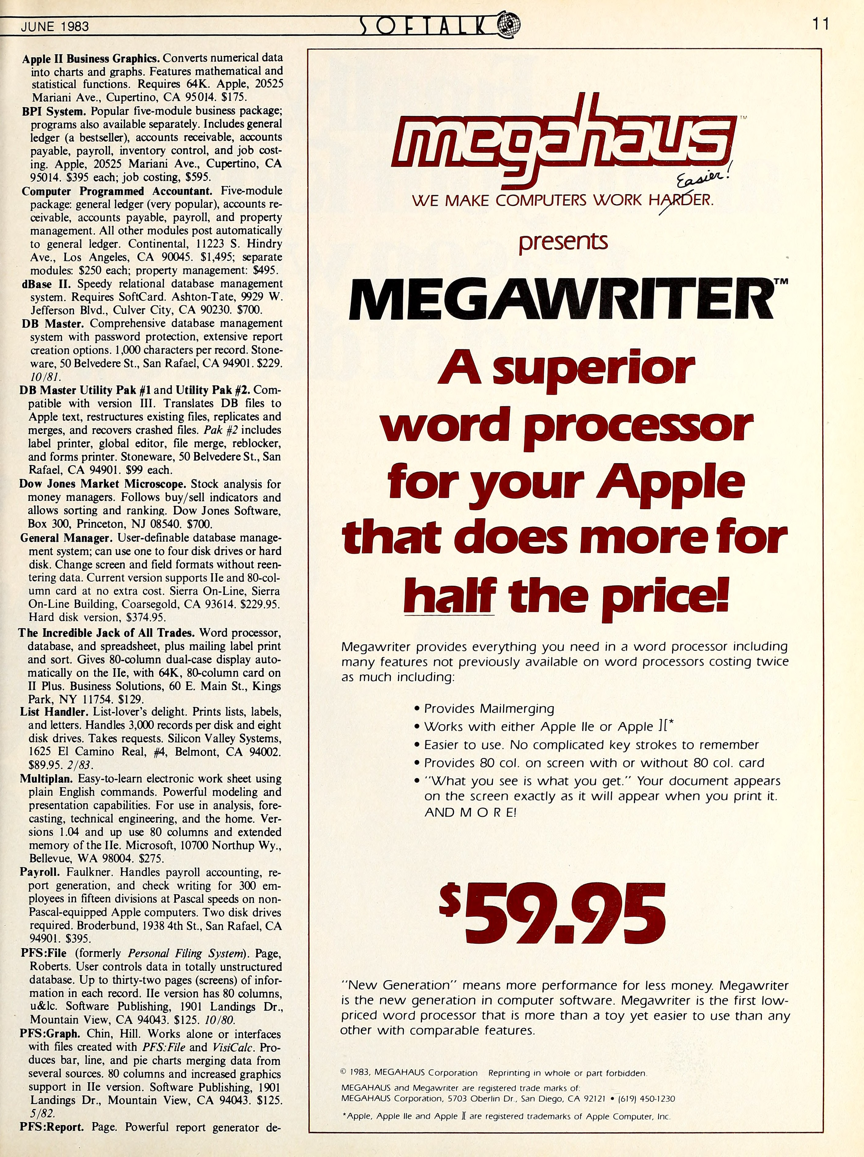 JUNE 1983
SOFTALK
11
Apple II Business Graphics. Converts numerical data
into charts and graphs. Features mathematical and
statistical functions. Requires 64K. Apple, 20525
Mariani Ave., Cupertino, CA 95014. $175.
BPI System. Popular five-module business package;
programs also available separately. Includes general
ledger (a bestseller), accounts receivable, accounts
payable, payroll, inventory control, and job cost-
ing. Apple, 20525 Mariani Ave., Cupertino, CA
95014. $395 each; job costing, $595.
Computer Programmed Accountant. Five-module
package: general ledger (very popular), accounts re-
ceivable, accounts payable, payroll, and property
management. All other modules post automatically
to general ledger. Continental, 11223 S. Hindry
Ave., Los Angeles, CA 90045. $1,495; separate
modules: $250 each; property management: $495.
dBase II. Speedy relational database management
system. Requires SoftCard. Ashton-Tate, 9929 W.
Jefferson Blvd., Culver City, CA 90230. $700.
DB Master. Comprehensive database management
system with password protection, extensive report
creation options. 1,000 characters per record. Stone-
ware, 50 Belvedere St., San Rafael, CA 94901. $229.
10/81.
DB Master Utility Pak #1 and Utility Pak #2. Com-
patible with version III. Translates DB files to
Apple text, restructures existing files, replicates and
merges, and recovers crashed files. Pak #2 includes
label printer, global editor, file merge, reblocker,
and forms printer. Stoneware, 50 Belvedere St., San
Rafael, CA 94901. $99 each.
Dow Jones Market Microscope. Stock analysis for
money managers. Follows buy/sell indicators and
allows sorting and ranking. Dow Jones Software,
Box 300, Princeton, NJ 08540. $700.
General Manager. User-definable database manage-
ment system; can use one to four disk drives or hard
disk. Change screen and field formats without reen-
tering data. Current version supports IIe and 80-col-
umn card at no extra cost. Sierra On-Line, Sierra
On-Line Building, Coarsegold, CA 93614. $229.95.
Hard disk version, $374.95.
The Incredible Jack of All Trades. Word processor,
database, and spreadsheet, plus mailing label print
and sort. Gives 80-column dual-case display auto-
matically on the IIe, with 64K, 80-column card on
II Plus. Business Solutions, 60 E. Main St., Kings
Park, NY 11754. $129.
List Handler. List-lover's delight. Prints lists, labels,
and letters. Handles 3,000 records per disk and eight
disk drives. Takes requests. Silicon Valley Systems,
1625 El Camino Real, #4, Belmont, CA 94002.
$89.95. 2/83.
Multiplan. Easy-to-learn electronic work sheet using
plain English commands. Powerful modeling and
presentation capabilities. For use in analysis, fore-
casting, technical engineering, and the home. Ver-
sions 1.04 and up use 80 columns and extended
memory of the IIe. Microsoft, 10700 Northup Wy.,
Bellevue, WA 98004. $275.
Payroll. Faulkner. Handles payroll accounting, re-
port generation, and check writing for 300 em-
ployees in fifteen divisions at Pascal speeds on non-
Pascal-equipped Apple computers. Two disk drives
required. Broderbund, 1938 4th St., San Rafael, CA
94901. $395.
PFS:File (formerly Personal Filing System). Page,
Roberts. User controls data in totally unstructured
database. Up to thirty-two pages (screens) of infor-
mation in each record. IIe version has 80 columns,
u&lc. Software Publishing, 1901 Landings Dr.,
Mountain View, CA 94043. $125. 10/80.
PFS:Graph. Chin, Hill. Works alone or interfaces
with files created with PFS:File and VisiCalc. Pro-
duces bar, line, and pie charts merging data from
several sources. 80 columns and increased graphics
support in IIe version. Software Publishing, 1901
Landings Dr., Mountain View, CA 94043. $125.
5/82.
PFS:Report. Page. Powerful report generator de-
megahaus™
Easier!
WE MAKE COMPUTERS WORK HARDER.
presents
MEGAWRITER™
A superior
word processor
for your Apple
that does more for
half the price!
Megawriter provides everything you need in a word processor including
many features not previously available on word processors costing twice
as much including:
• Provides Mailmerging
• Works with either Apple IIe or Apple ][*
• Easier to use. No complicated key strokes to remember
• Provides 80 col. on screen with or without 80 col. card
• "What you see is what you get." Your document appears
on the screen exactly as it will appear when you print it.
AND M O R E!
$59.95
"New Generation" means more performance for less money. Megawriter
is the new generation in computer software. Megawriter is the first low-
priced word processor that is more than a toy yet easier to use than any
other with comparable features.
© 1983, MEGAHAUS Corporation Reprinting in whole or part forbidden.
MEGAHAUS and Megawriter are registered trade marks of:
MEGAHAUS Corporation, 5703 Oberlin Dr., San Diego, CA 92121 • (619) 450-1230
*Apple, Apple IIe and Apple ][ are registered trademarks of Apple Computer, Inc.